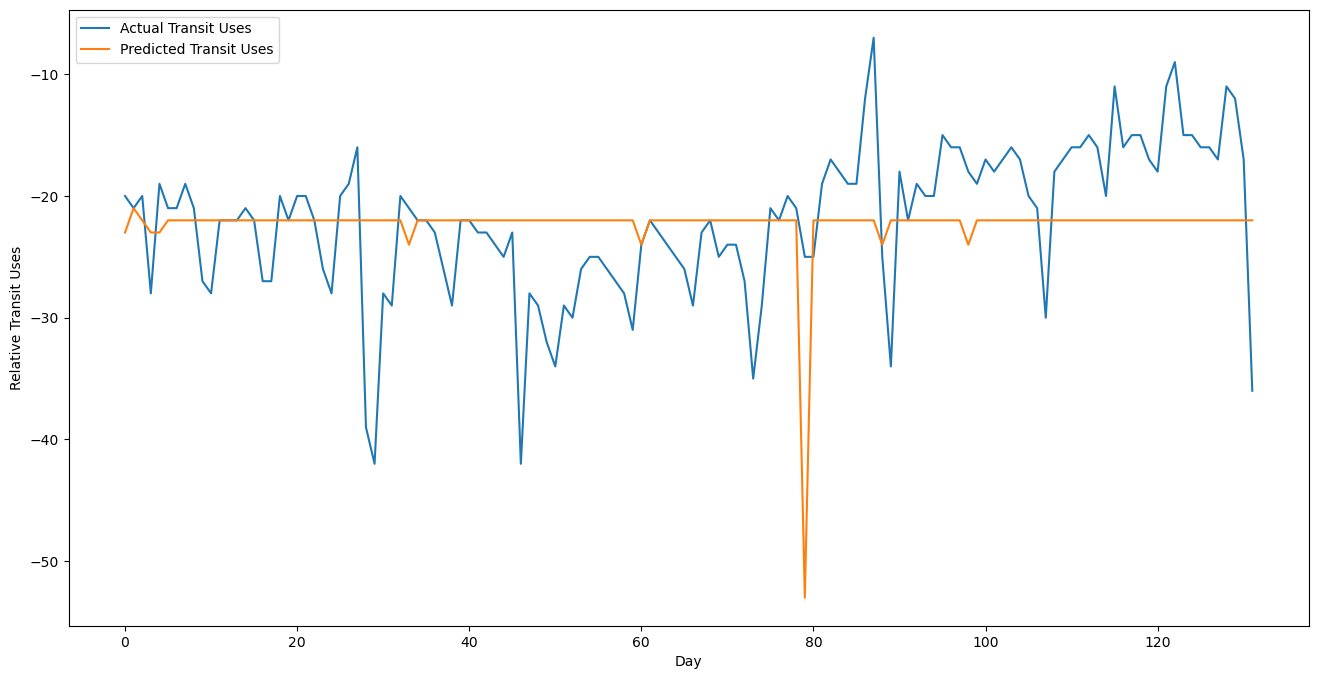 Actual Transit Uses
Predicted Transit Uses
Relative Transit Uses
−10
−20
−30
−40
−50
0 20 40 60 80 100 120
Day